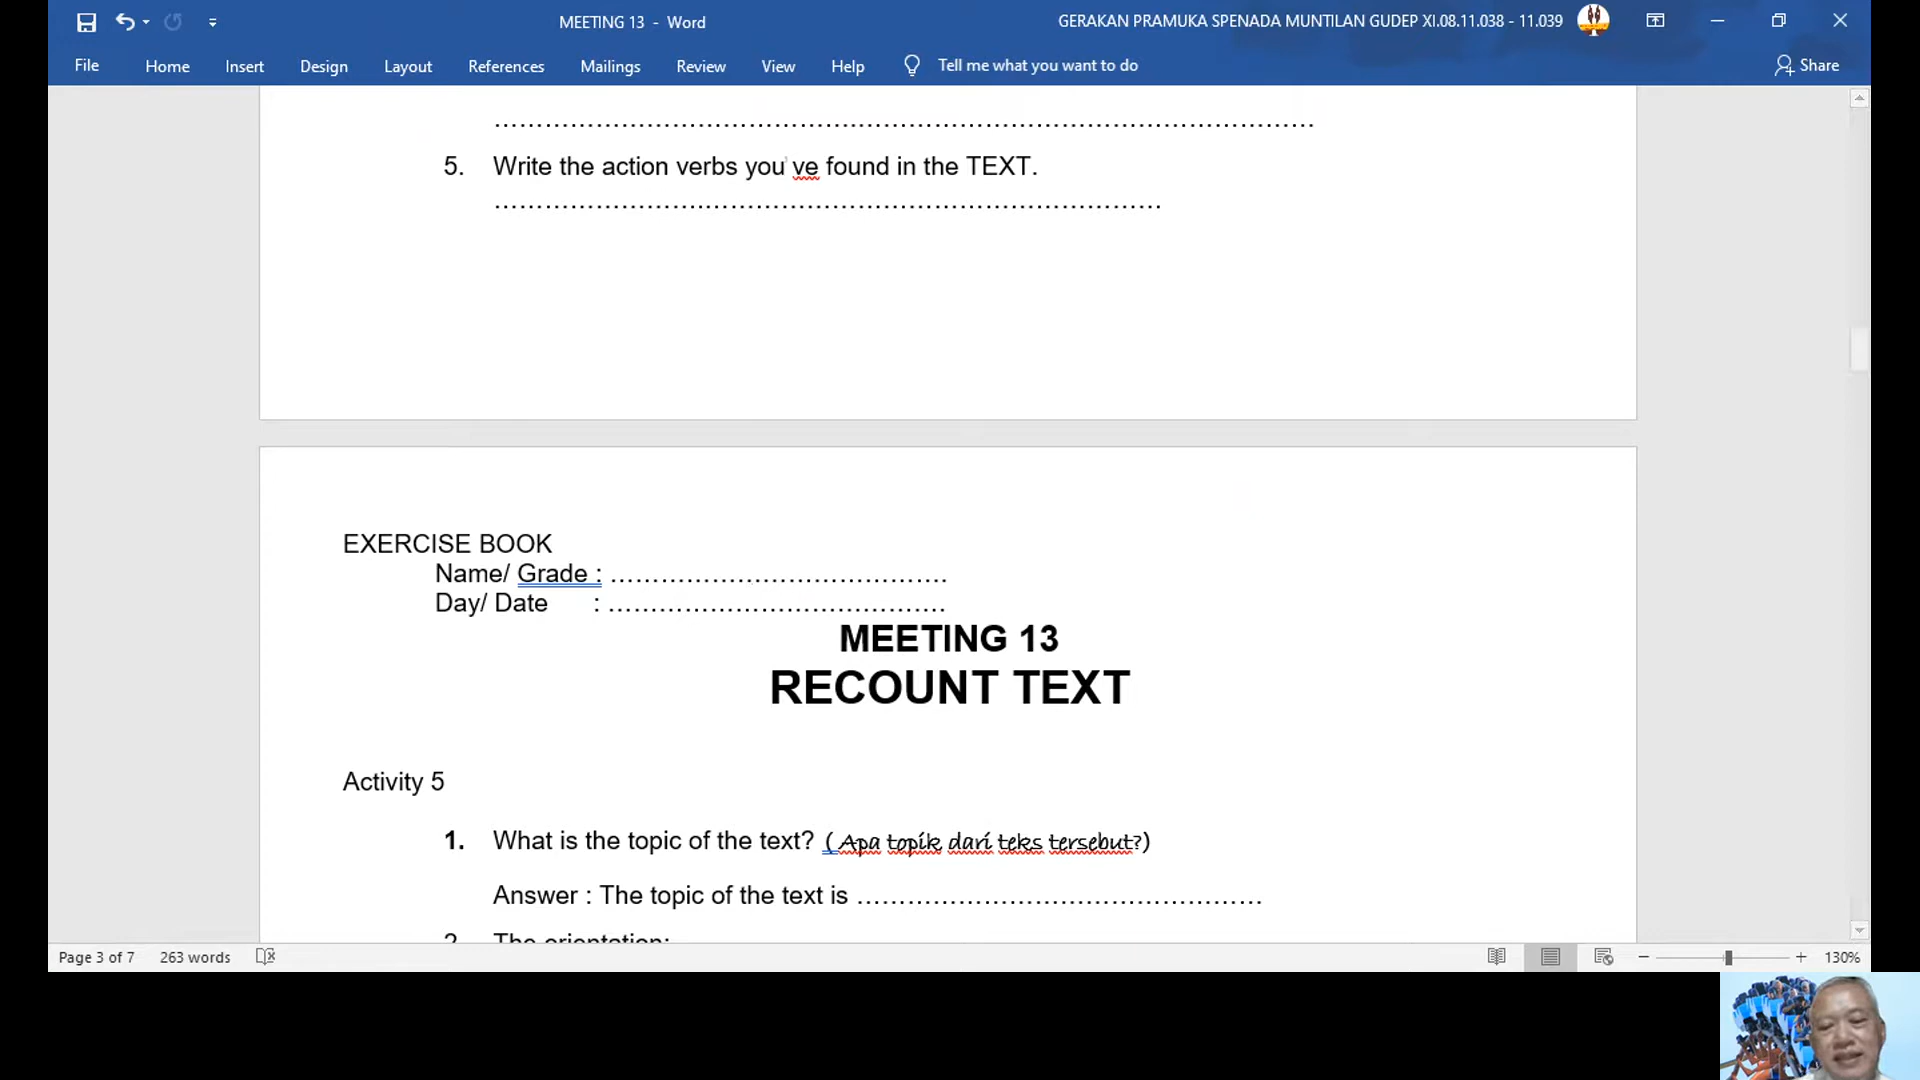 MEETING 13 - Word
GERAKAN PRAMUKA SPENADA MUNTILAN GUDEP XI.08.11.038 - 11.039
File Home Insert Design Layout References Mailings Review View Help Tell me what you want to do Share
……………………………………………………………………………………
5. Write the action verbs you've found in the TEXT.
……………………………………………………………………
EXERCISE BOOK
Name/ Grade : ………………………………….
Day/ Date : ………………………………….
MEETING 13
RECOUNT TEXT
Activity 5
1. What is the topic of the text? (Apa topik dari teks tersebut?)
Answer : The topic of the text is …………………………………………
2. The orientation:
Page 3 of 7 263 words 130%